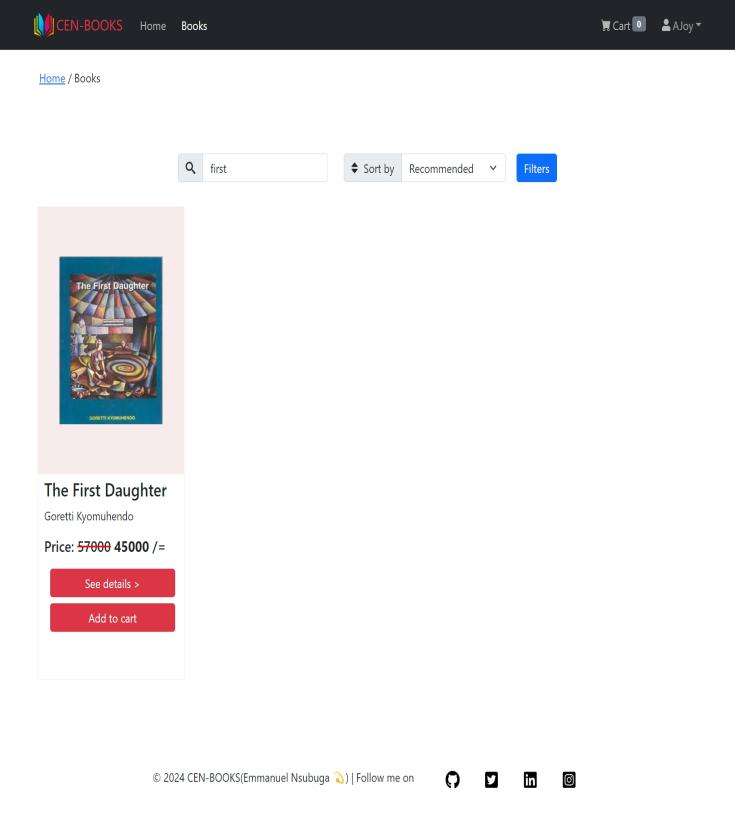 CEN-BOOKS Home Books Cart 0 AJoy
Home / Books
first Sort by Recommended Filters
The First Daughter
GORETTI KYOMUHENDO
The First Daughter
Goretti Kyomuhendo
Price: 57000 45000 /=
See details >
Add to cart
© 2024 CEN-BOOKS(Emmanuel Nsubuga 💫) | Follow me on